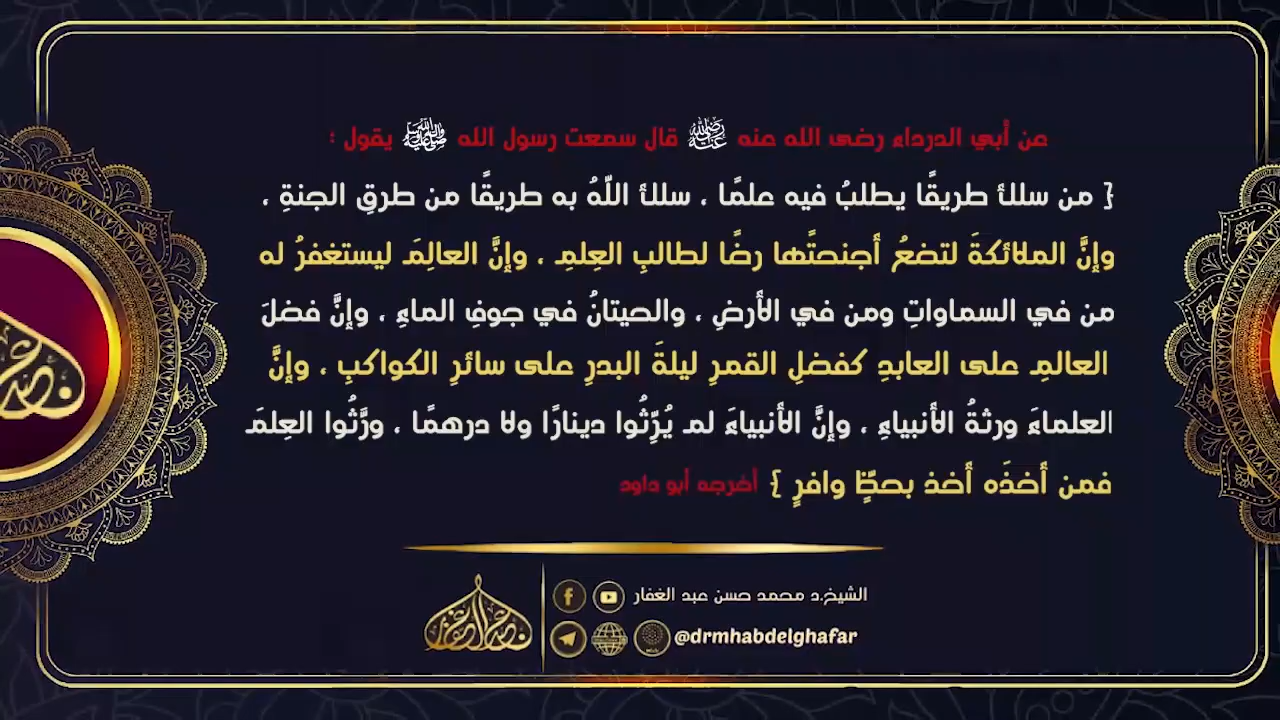 عن أبي الدرداء رضى الله عنه رضي الله عنه قال سمعت رسول الله ﷺ يقول :
{ من سلك طريقًا يطلبُ فيه علمًا ، سلك اللّهُ به طريقًا من طرقِ الجنةِ ،
وإنَّ الملائكةَ لتضعُ أجنحتًها رضًا لطالبِ العِلمِ ، وإنَّ العالِمَ ليستغفرُ له
من في السماواتِ ومن في الأرضِ ، والحيتانُ في جوفِ الماءِ ، وإنَّ فضلَ
العالمِ على العابدِ كفضلِ القمرِ ليلةَ البدرِ على سائرِ الكواكبِ ، وإنَّ
العلماءَ ورثةُ الأنبياءِ ، وإنَّ الأنبياءَ لم يُرِّثُوا دينارًا ولا درهمًا ، ورَّثُوا العِلمَ
فمن أخذَه أخذ بحظٍّ وافرٍ } أخرجه أبو داود
الشيخ.د محمد حسن عبد الغفار
@drmhabdelghafar